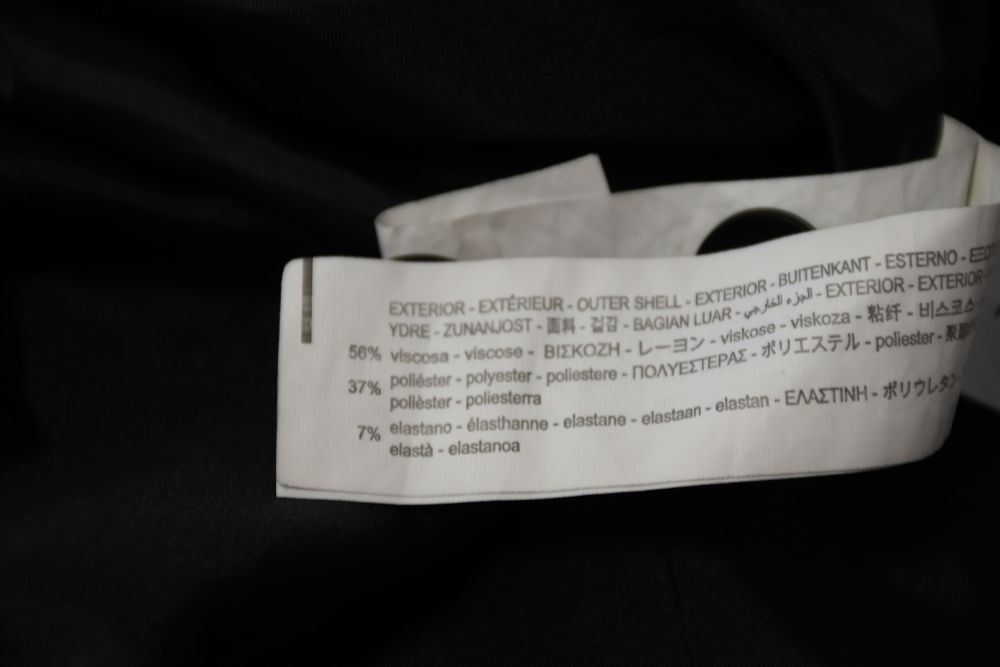 EXTERIOR - EXTÉRIEUR - OUTER SHELL - EXTERIOR - BUITENKANT - ESTERNO -
YDRE - ZUNANJOST - 面料 - 겉감 - BAGIAN LUAR - الجزء الخارجي - EXTERIOR - EXTERIOR -
56% viscosa - viscose - ΒΙΣΚΟΖΗ - レーヨン - viskose - viskoza - 粘纤 - 비스코스 -
37% poliéster - polyester - poliestere - ΠΟΛΥΕΣΤΕΡΑΣ - ポリエステル - poliester -
polièster - poliesterra
7% elastano - élasthanne - elastane - elastaan - elastan - ΕΛΑΣΤΙΝΗ - ポリウレタン
elastà - elastanoa